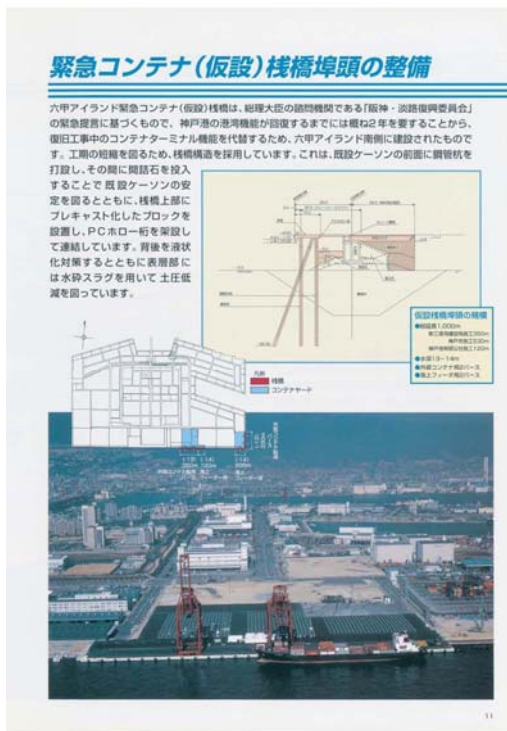 緊急コンテナ(仮設)桟橋埠頭の整備
六甲アイランド緊急コンテナ(仮設)桟橋は、総理大臣の諮問機関である「阪神・淡路復興委員会」
の緊急提言に基づくもので、神戸港の港湾機能が回復するまでには概ね2年を要することから、
復旧工事中のコンテナターミナル機能を代替するため、六甲アイランド南側に建設されたもので
す。工期の短縮を図るため、桟橋構造を採用しています。これは、既設ケーソンの前面に鋼管杭を
打設し、その間に間詰石を投入
することで既設ケーソンの安
定を図るとともに、桟橋上部に
プレキャスト化したブロックを
設置し、PCホロー桁を架設し
て連結しています。背後を液状
化対策するとともに表層部に
は水砕スラグを用いて土圧低
減を図っています。
仮設桟橋埠頭の規模
●総延長1,000m
●水深13〜14m
●外貿コンテナ用2バース
●海上フィーダ用2バース
凡例
桟橋
コンテナヤード
11